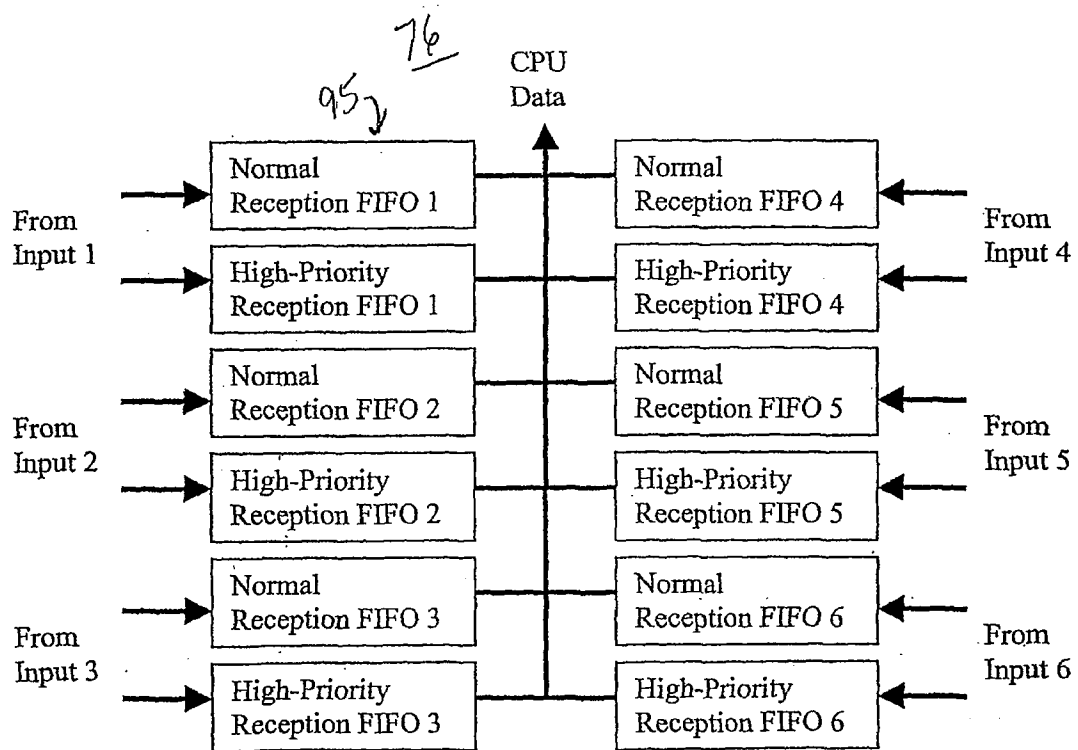 76
95
CPU
Data
Normal
Reception FIFO 1
Normal
Reception FIFO 4
From
Input 1
From
Input 4
High-Priority
Reception FIFO 1
High-Priority
Reception FIFO 4
Normal
Reception FIFO 2
Normal
Reception FIFO 5
From
Input 2
From
Input 5
High-Priority
Reception FIFO 2
High-Priority
Reception FIFO 5
Normal
Reception FIFO 3
Normal
Reception FIFO 6
From
Input 3
From
Input 6
High-Priority
Reception FIFO 3
High-Priority
Reception FIFO 6